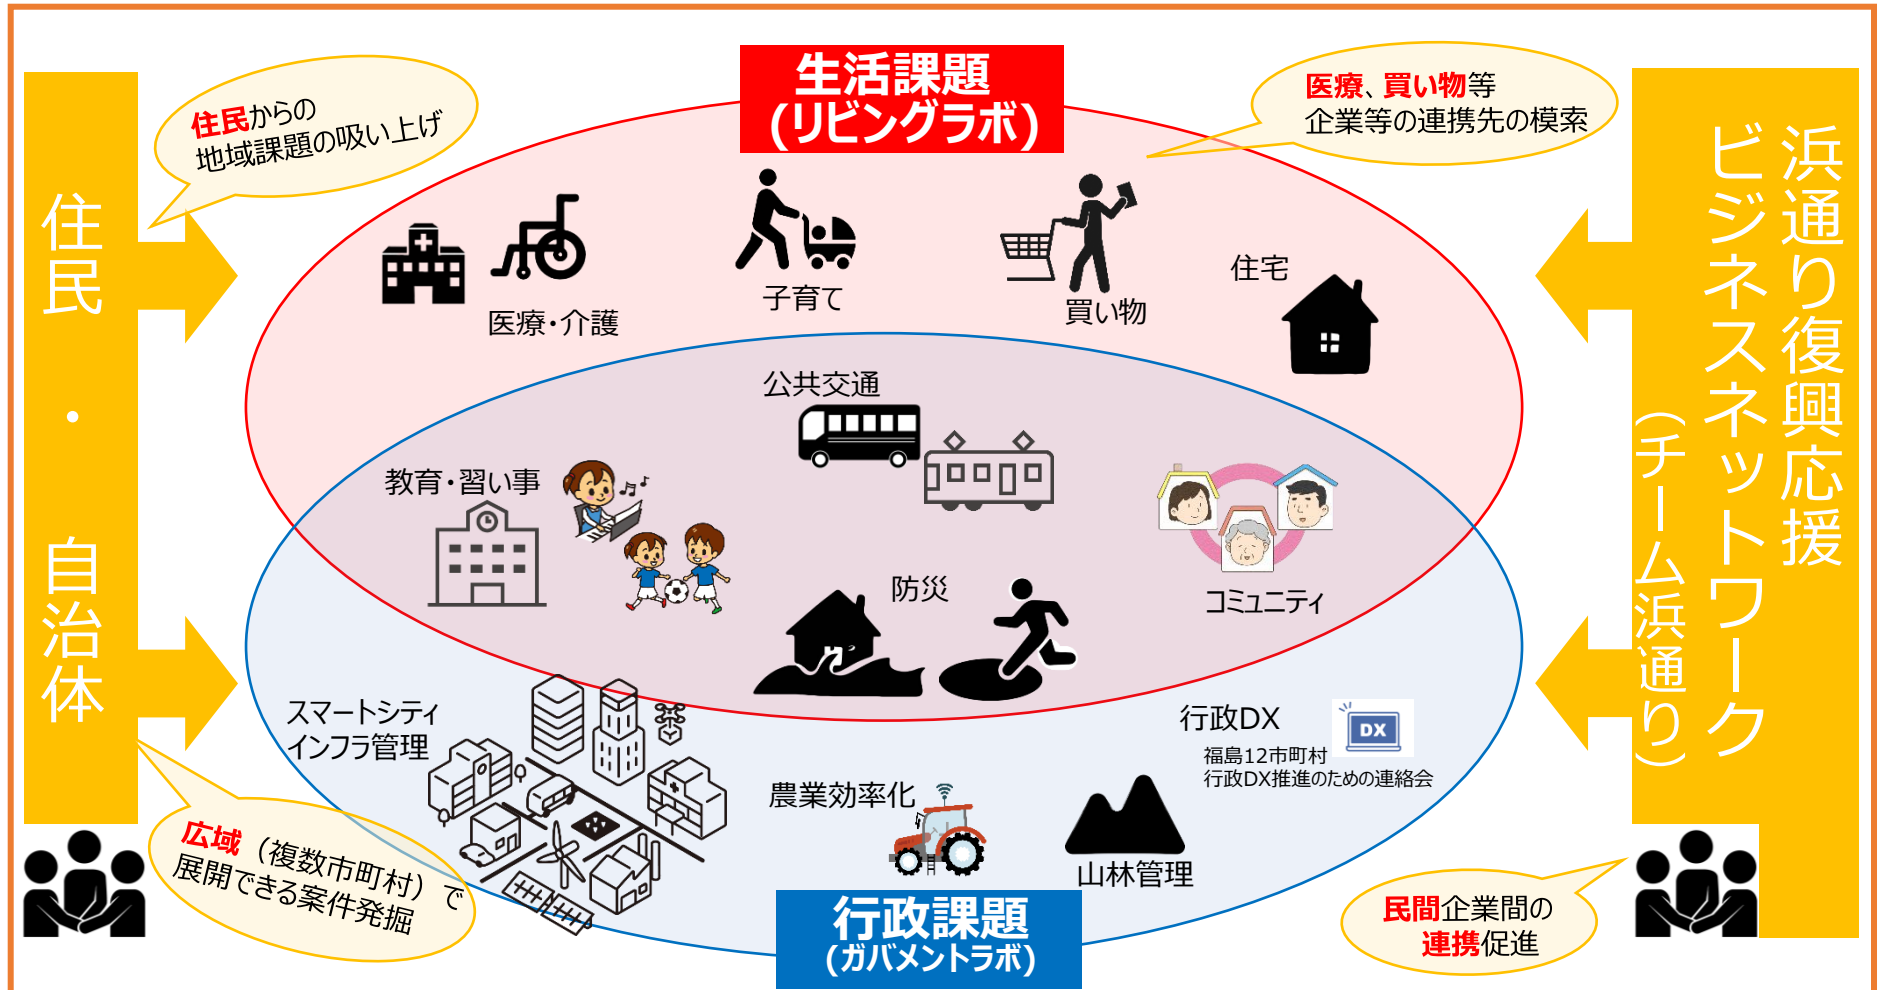 生活課題
(リビングラボ)
住民からの
地域課題の吸い上げ
医療、買い物等
企業等の連携先の模索
住民・自治体
浜通り復興応援
ビジネスネットワーク
(チーム浜通り)
医療・介護
子育て
買い物
住宅
公共交通
教育・習い事
コミュニティ
防災
スマートシティ
インフラ管理
農業効率化
山林管理
行政DX
DX
福島12市町村
行政DX推進のための連絡会
広域（複数市町村）で
展開できる案件発掘
民間企業間の
連携促進
行政課題
(ガバメントラボ)